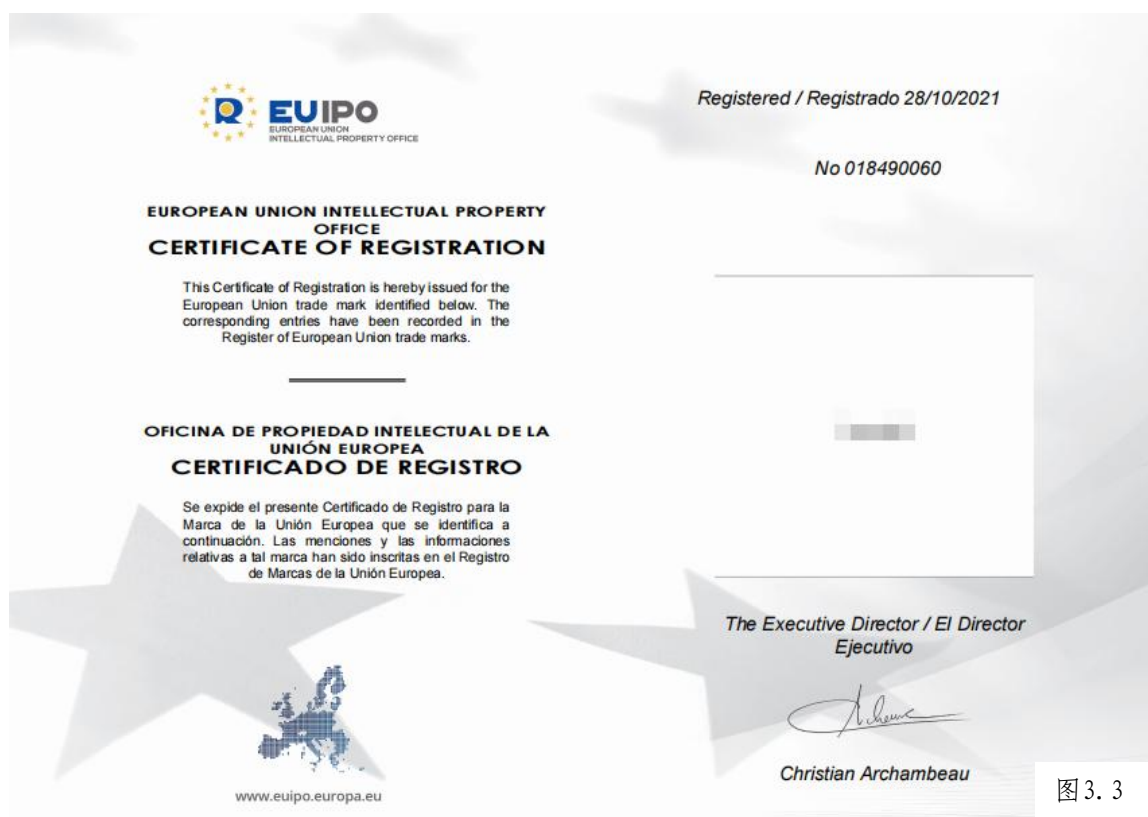 EUIPO
EUROPEAN UNION
INTELLECTUAL PROPERTY OFFICE
EUROPEAN UNION INTELLECTUAL PROPERTY
OFFICE
CERTIFICATE OF REGISTRATION
This Certificate of Registration is hereby issued for the
European Union trade mark identified below. The
corresponding entries have been recorded in the
Register of European Union trade marks.
OFICINA DE PROPIEDAD INTELECTUAL DE LA
UNIÓN EUROPEA
CERTIFICADO DE REGISTRO
Se expide el presente Certificado de Registro para la
Marca de la Unión Europea que se identifica a
continuación. Las menciones y las informaciones
relativas a tal marca han sido inscritas en el Registro
de Marcas de la Unión Europea.
www.euipo.europa.eu
Registered / Registrado 28/10/2021
No 018490060
The Executive Director / El Director
Ejecutivo
Christian Archambeau
图3.3